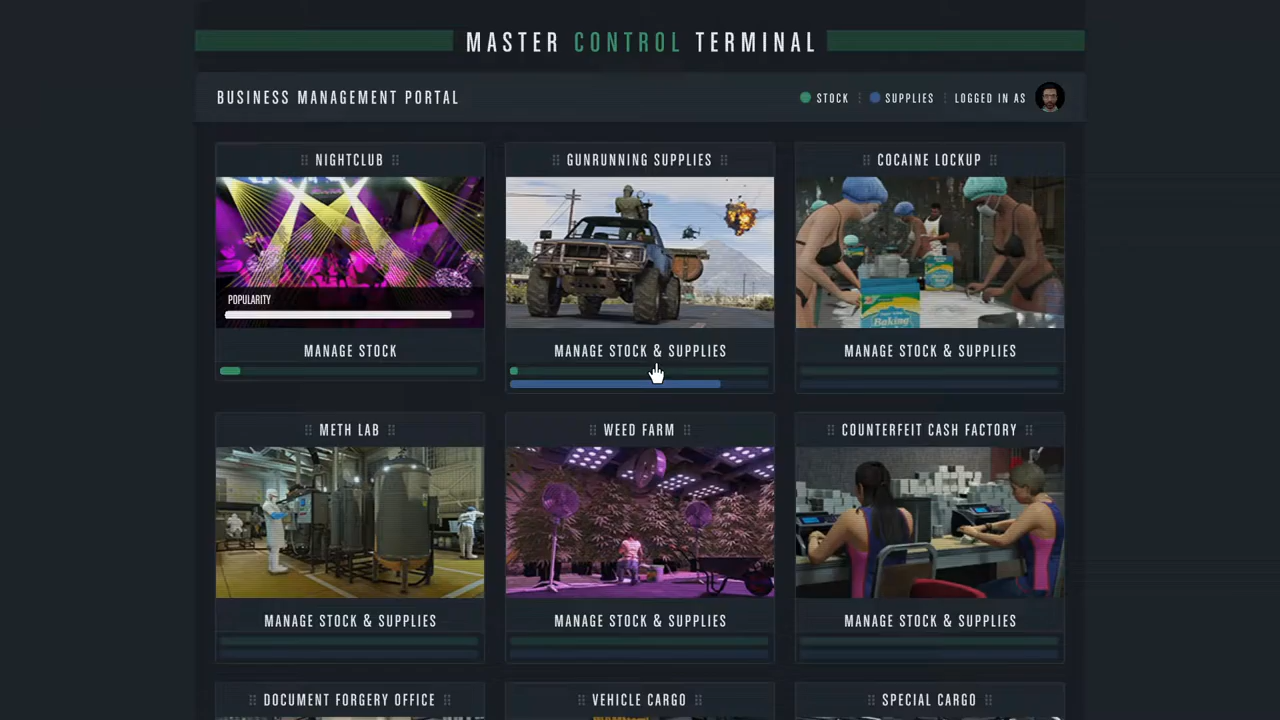 MASTER CONTROL TERMINAL
BUSINESS MANAGEMENT PORTAL
STOCK
SUPPLIES
LOGGED IN AS
NIGHTCLUB
GUNRUNNING SUPPLIES
COCAINE LOCKUP
POPULARITY
Baking
MANAGE STOCK
MANAGE STOCK & SUPPLIES
MANAGE STOCK & SUPPLIES
METH LAB
WEED FARM
COUNTERFEIT CASH FACTORY
MANAGE STOCK & SUPPLIES
MANAGE STOCK & SUPPLIES
MANAGE STOCK & SUPPLIES
DOCUMENT FORGERY OFFICE
VEHICLE CARGO
SPECIAL CARGO